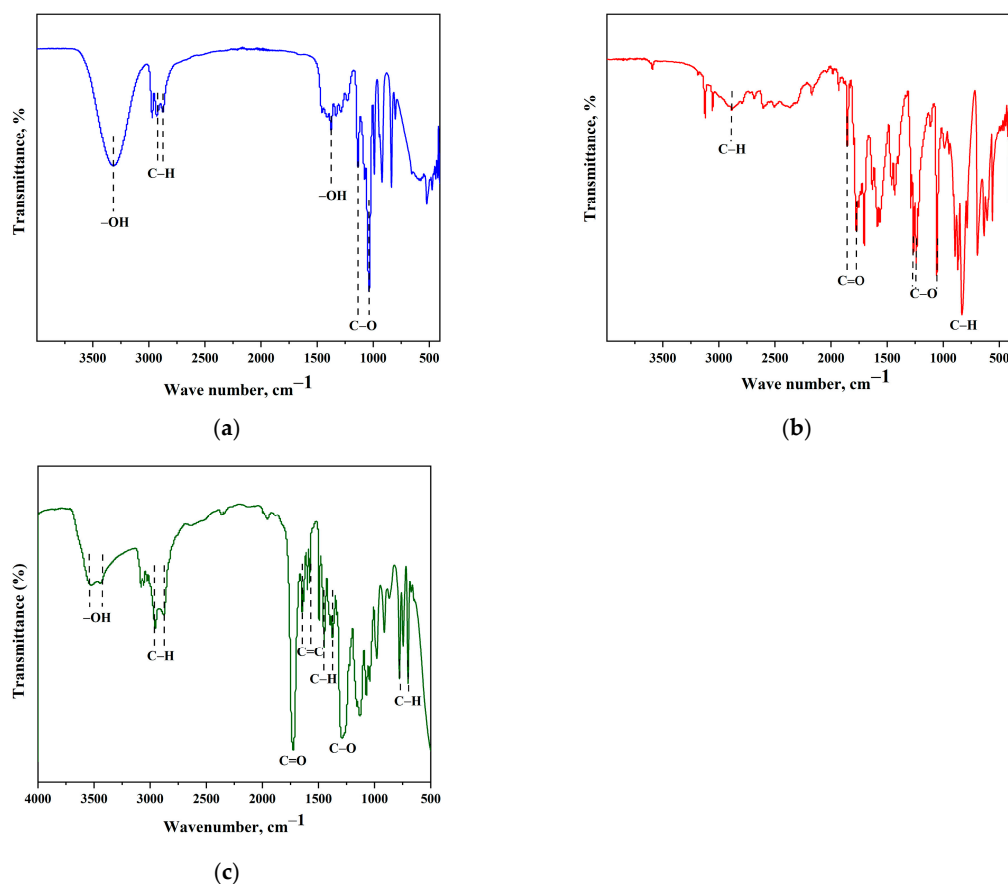 Transmittance, %
–OH
C–H
–OH
C–O
3500 3000 2500 2000 1500 1000 500
Wave number, cm–1
(a)
Transmittance, %
C–H
C=O
C–O
C–H
3500 3000 2500 2000 1500 1000 500
Wave number, cm–1
(b)
Transmittance (%)
–OH
C–H
C=C
C–H
C–H
C=O
C–O
4000 3500 3000 2500 2000 1500 1000 500
Wavenumber, cm–1
(c)